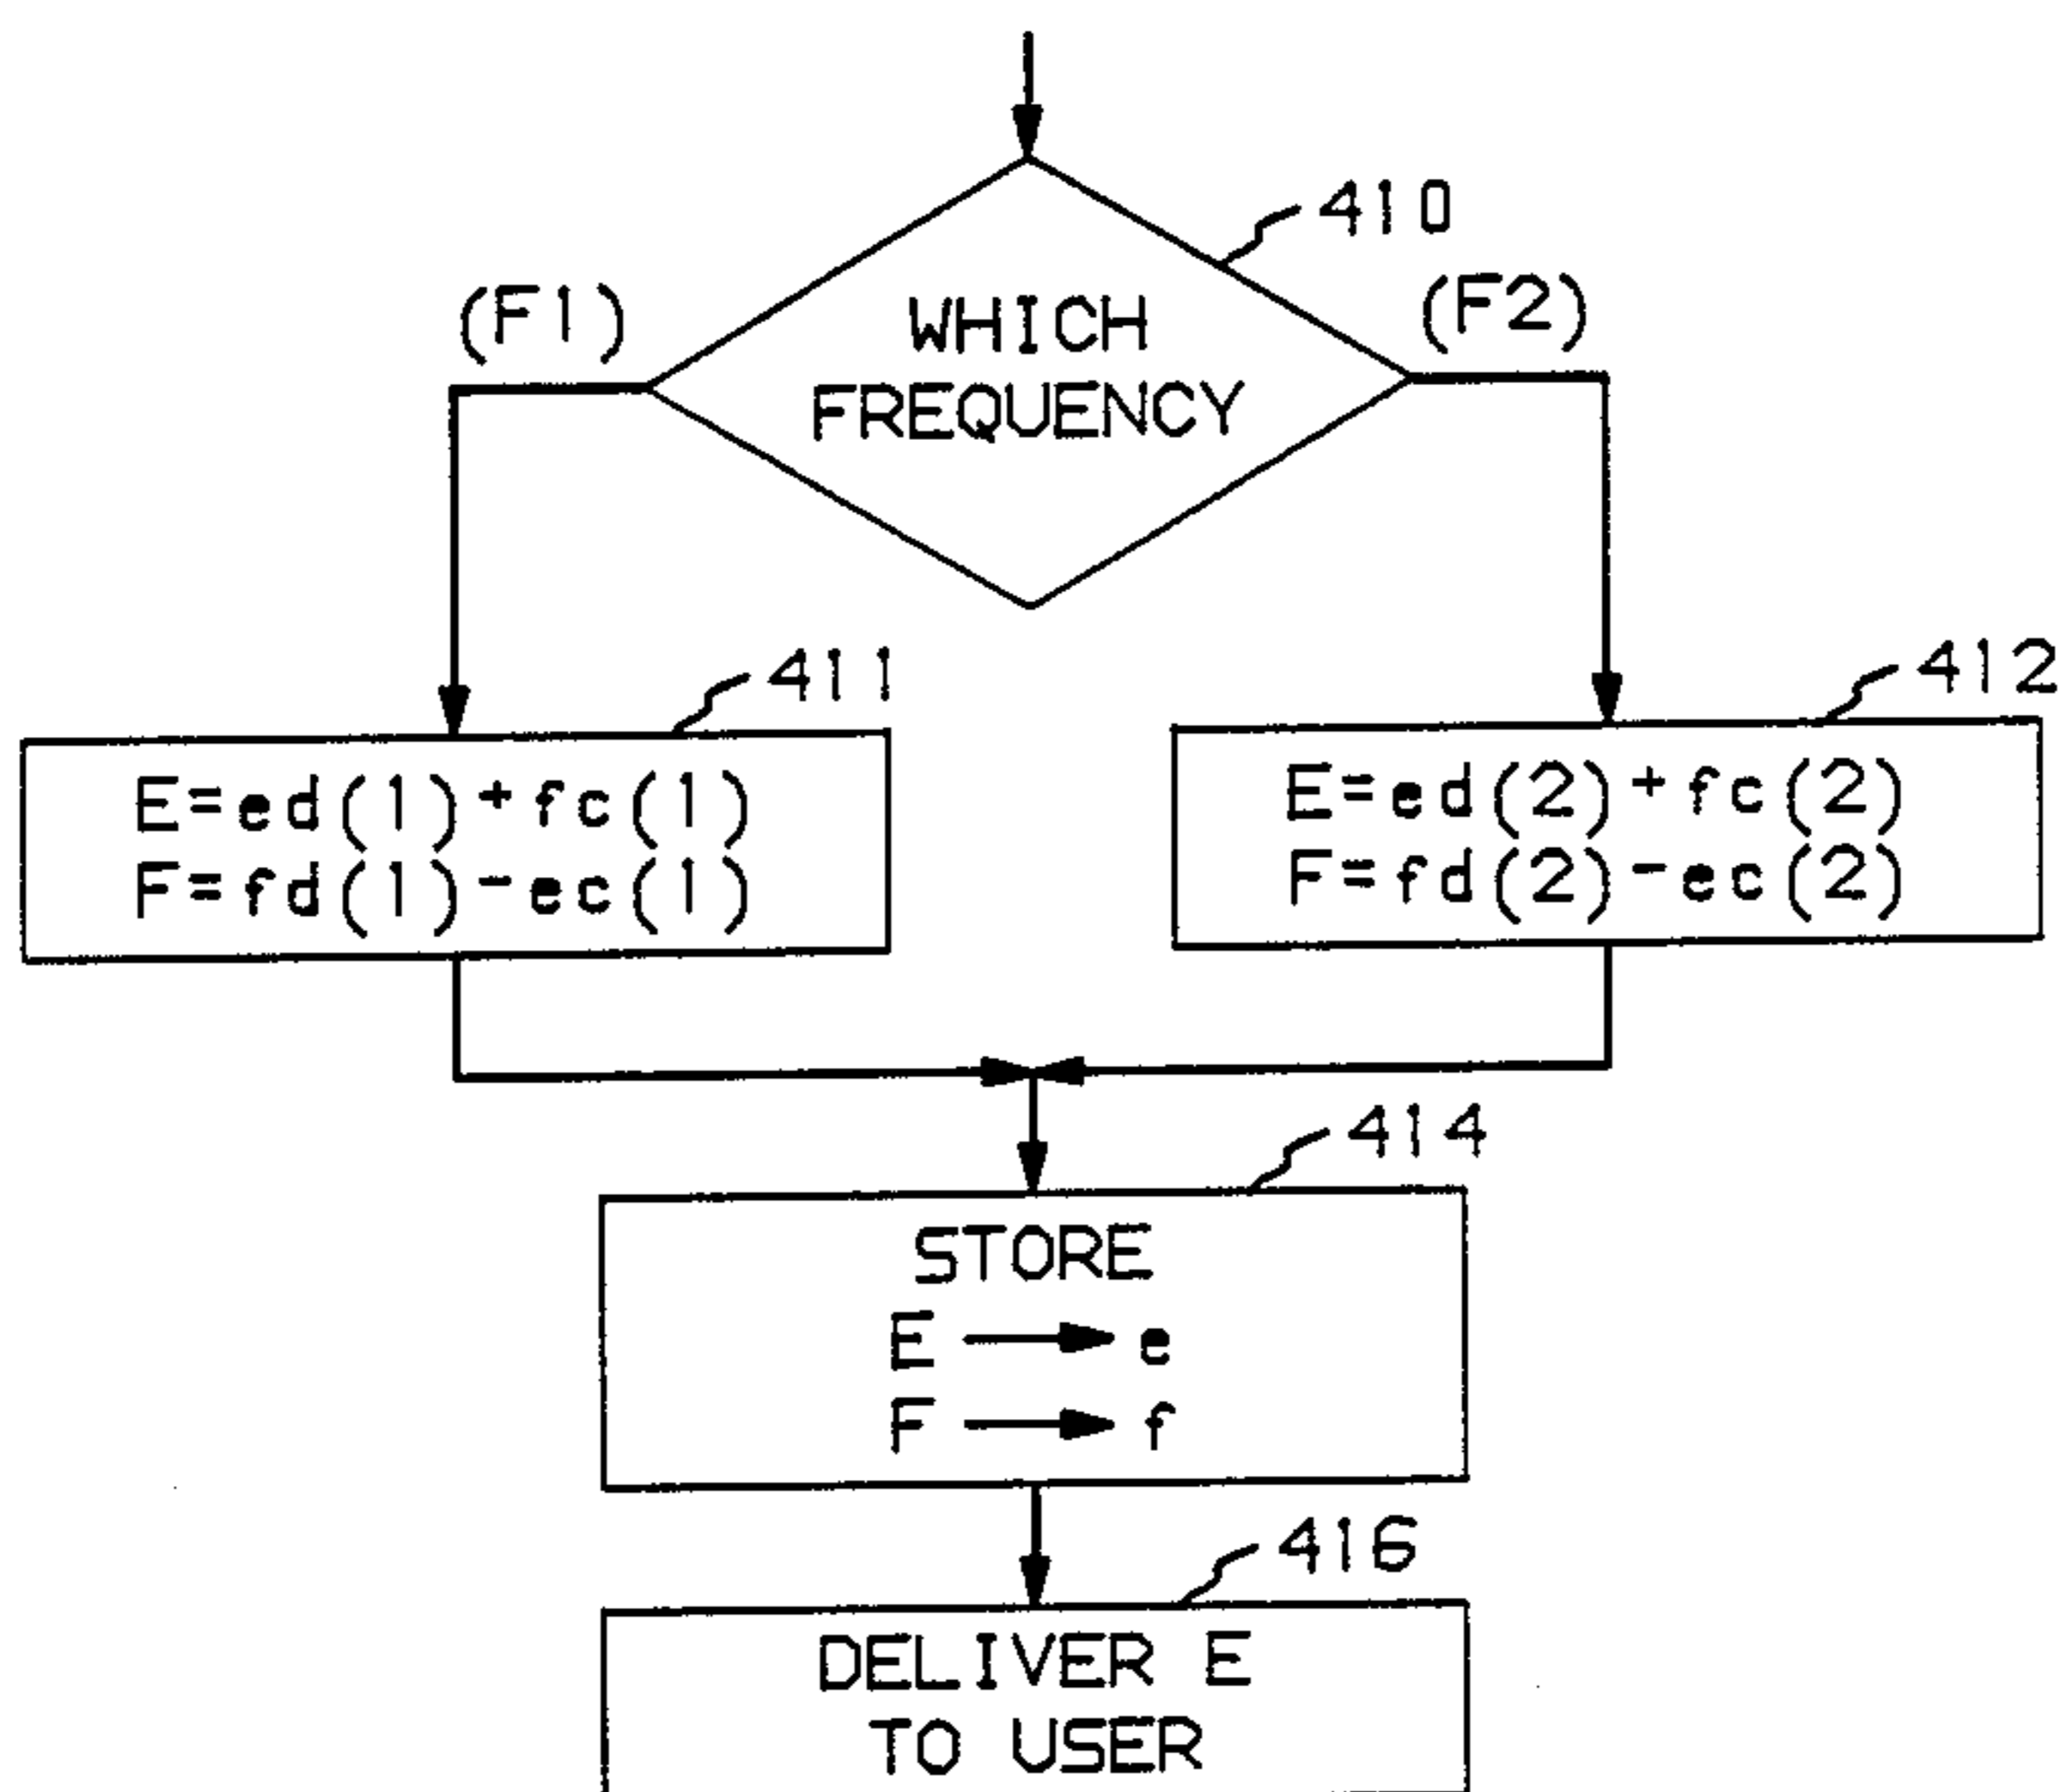 410
(F1)
(F2)
WHICH
FREQUENCY
411
412
E=ed(1)+fc(1)
F=fd(1)-ec(1)
E=ed(2)+fc(2)
F=fd(2)-ec(2)
414
STORE
E → e
F → f
416
DELIVER E
TO USER